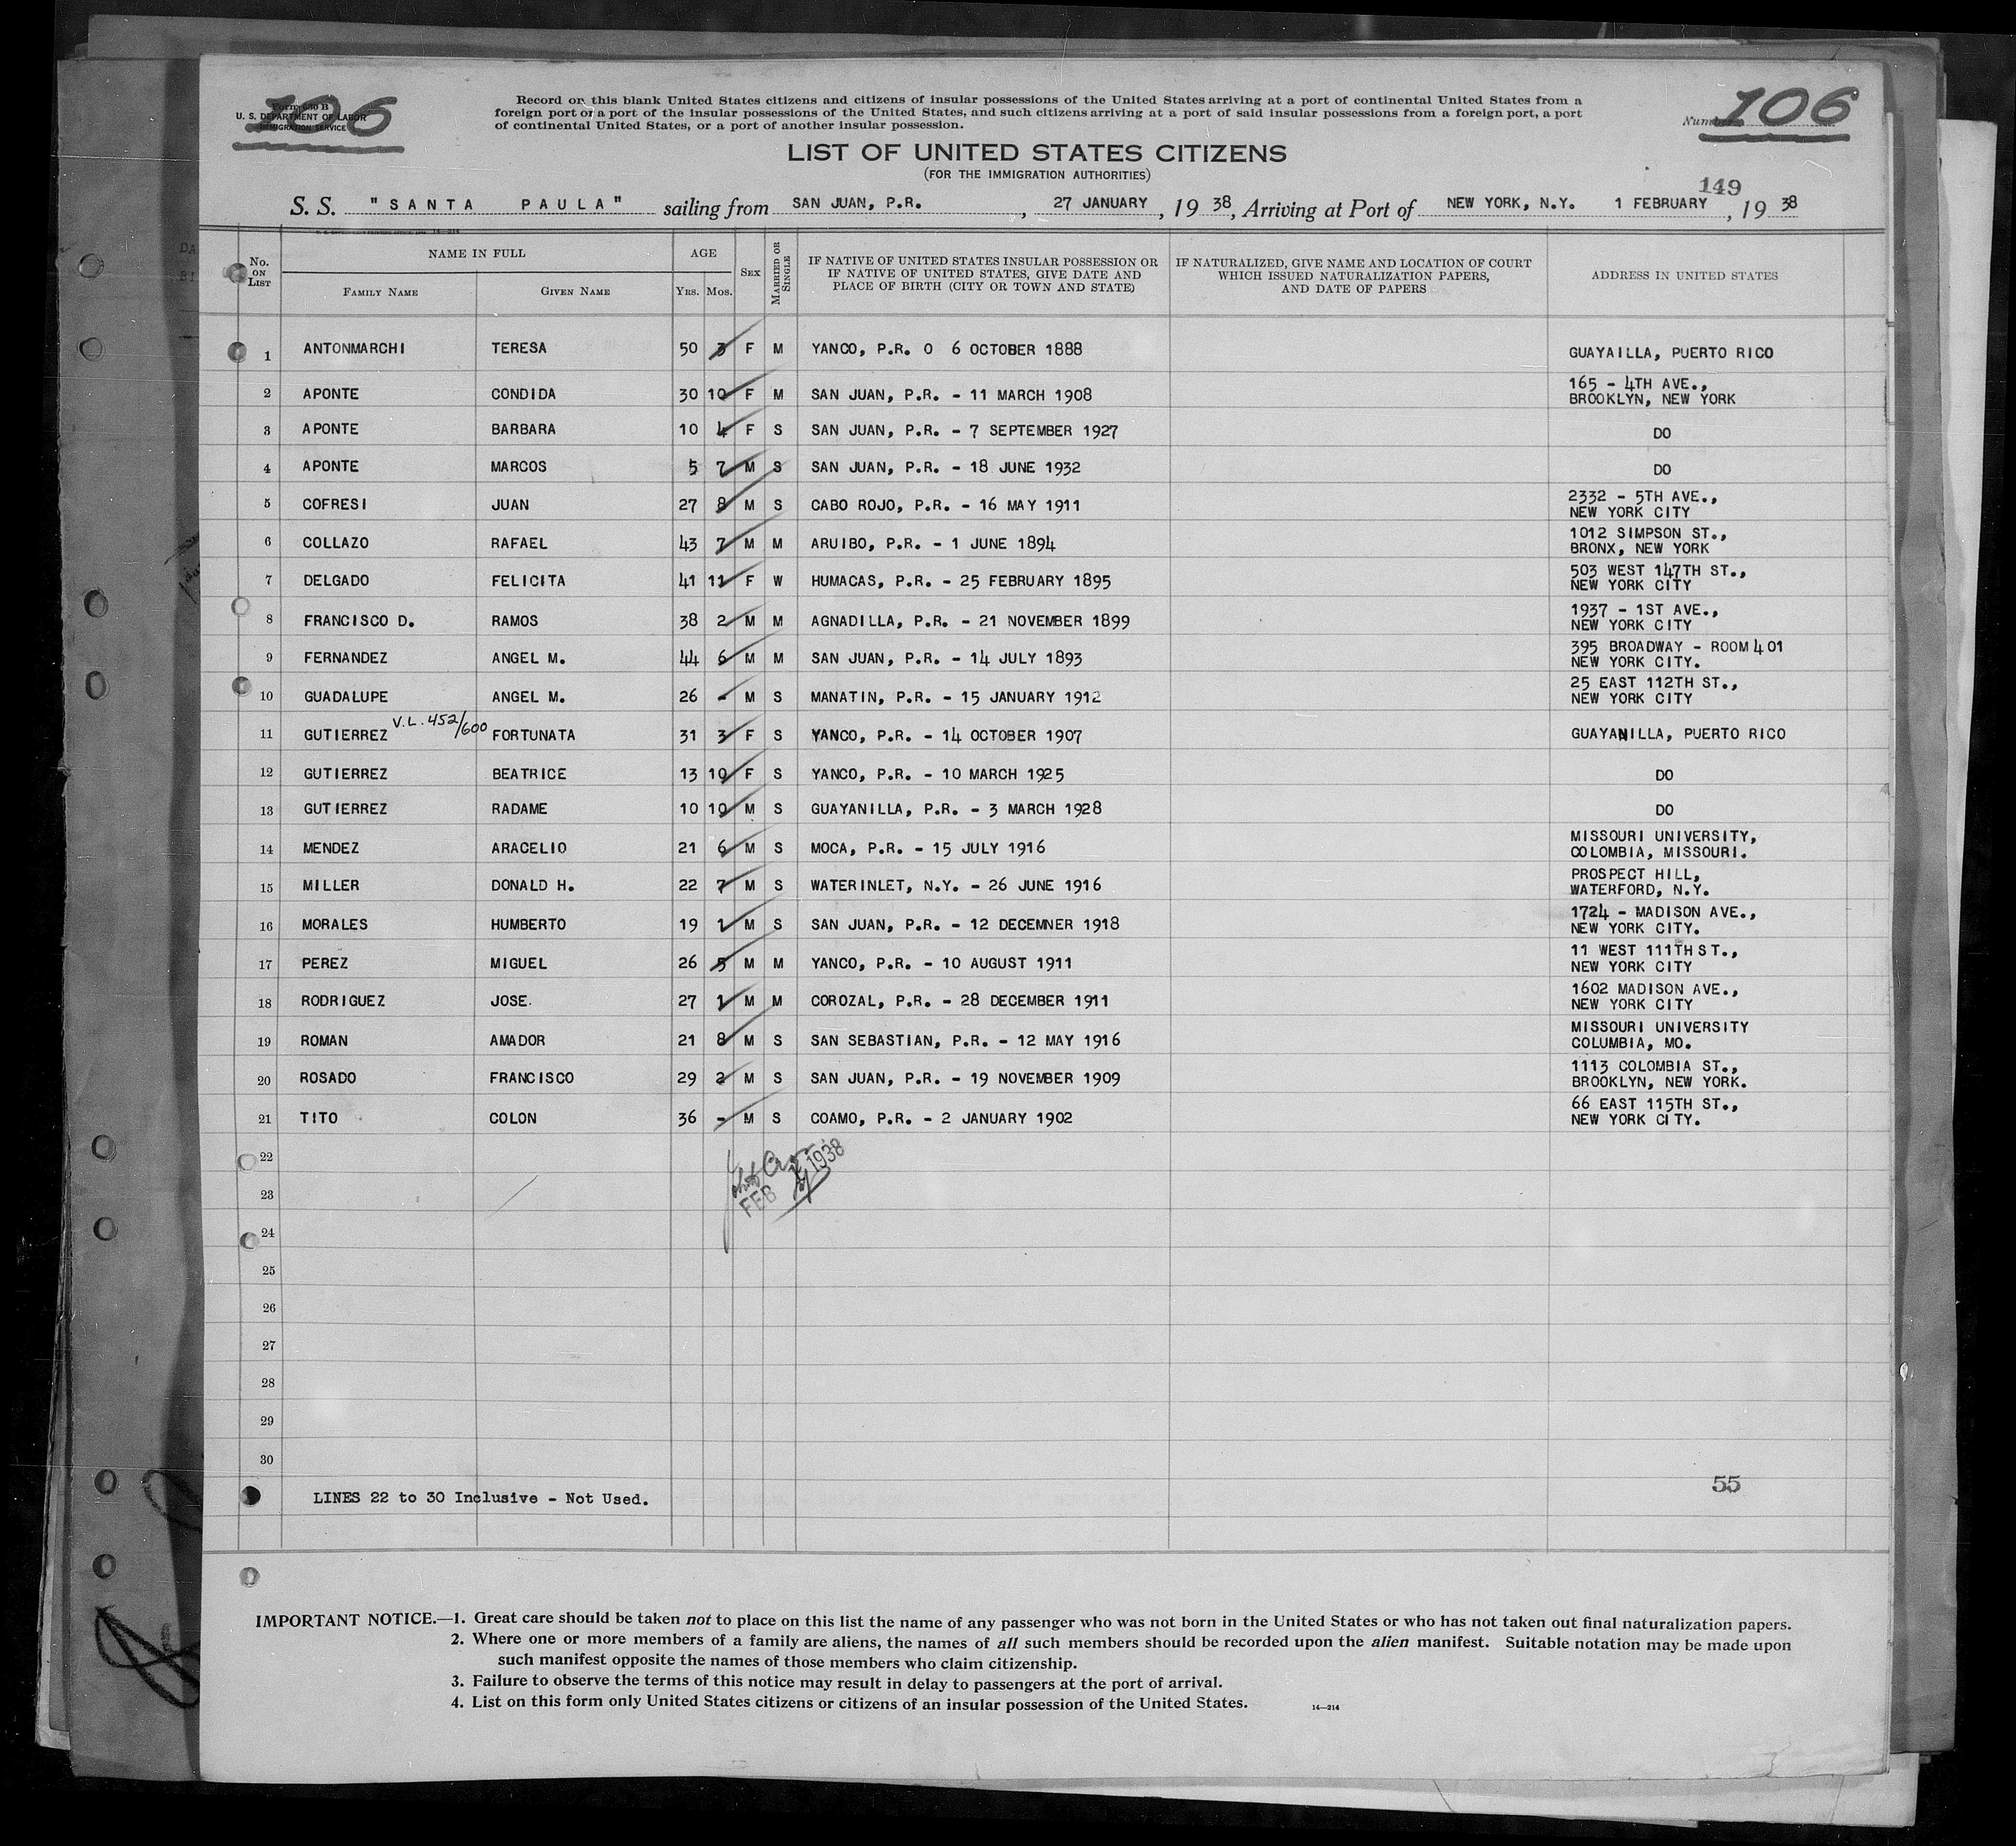 106
Form 630 B
U. S. DEPARTMENT OF LABOR
IMMIGRATION SERVICE
Record on this blank United States citizens and citizens of insular possessions of the United States arriving at a port of continental United States from a
foreign port or a port of the insular possessions of the United States, and such citizens arriving at a port of said insular possessions from a foreign port, a port
of continental United States, or a port of another insular possession.
Number 106
LIST OF UNITED STATES CITIZENS
(FOR THE IMMIGRATION AUTHORITIES)
149
S. S. "SANTA PAULA" sailing from SAN JUAN, P.R. , 27 JANUARY , 19 38, Arriving at Port of NEW YORK, N.Y. 1 FEBRUARY , 19 38
No. ON LIST
NAME IN FULL
FAMILY NAME GIVEN NAME
AGE
YRS. MOS.
SEX
MARRIED OR SINGLE
IF NATIVE OF UNITED STATES INSULAR POSSESSION OR
IF NATIVE OF UNITED STATES, GIVE DATE AND
PLACE OF BIRTH (CITY OR TOWN AND STATE)
IF NATURALIZED, GIVE NAME AND LOCATION OF COURT
WHICH ISSUED NATURALIZATION PAPERS,
AND DATE OF PAPERS
ADDRESS IN UNITED STATES
1 ANTONMARCHI TERESA 50 3 F M YANCO, P.R. O 6 OCTOBER 1888 GUAYAILLA, PUERTO RICO
2 APONTE CONDIDA 30 10 F M SAN JUAN, P.R. - 11 MARCH 1908 165 - 4TH AVE.,
BROOKLYN, NEW YORK
3 APONTE BARBARA 10 4 F S SAN JUAN, P.R. - 7 SEPTEMBER 1927 DO
4 APONTE MARCOS 5 7 M S SAN JUAN, P.R. - 18 JUNE 1932 DO
5 COFRESI JUAN 27 8 M S CABO ROJO, P.R. - 16 MAY 1911 2332 - 5TH AVE.,
NEW YORK CITY
6 COLLAZO RAFAEL 43 7 M M ARUIBO, P.R. - 1 JUNE 1894 1012 SIMPSON ST.,
BRONX, NEW YORK
7 DELGADO FELICITA 41 11 F W HUMACAS, P.R. - 25 FEBRUARY 1895 503 WEST 147TH ST.,
NEW YORK CITY
8 FRANCISCO D. RAMOS 38 2 M M AGNADILLA, P.R. - 21 NOVEMBER 1899 1937 - 1ST AVE.,
NEW YORK CITY
9 FERNANDEZ ANGEL M. 44 6 M M SAN JUAN, P.R. - 14 JULY 1893 395 BROADWAY - ROOM 401
NEW YORK CITY.
10 GUADALUPE ANGEL M. 26 - M S MANATIN, P.R. - 15 JANUARY 1912 25 EAST 112TH ST.,
NEW YORK CITY
V.L. 452/600
11 GUTIERREZ FORTUNATA 31 3 F S YANCO, P.R. - 14 OCTOBER 1907 GUAYANILLA, PUERTO RICO
12 GUTIERREZ BEATRICE 13 10 F S YANCO, P.R. - 10 MARCH 1925 DO
13 GUTIERREZ RADAME 10 10 M S GUAYANILLA, P.R. - 3 MARCH 1928 DO
14 MENDEZ ARACELIO 21 6 M S MOCA, P.R. - 15 JULY 1916 MISSOURI UNIVERSITY,
COLOMBIA, MISSOURI.
15 MILLER DONALD H. 22 7 M S WATERINLET, N.Y. - 26 JUNE 1916 PROSPECT HILL,
WATERFORD, N.Y.
16 MORALES HUMBERTO 19 1 M S SAN JUAN, P.R. - 12 DECEMNER 1918 1724 - MADISON AVE.,
NEW YORK CITY.
17 PEREZ MIGUEL 26 5 M M YANCO, P.R. - 10 AUGUST 1911 11 WEST 111TH ST.,
NEW YORK CITY
18 RODRIGUEZ JOSE. 27 1 M M COROZAL, P.R. - 28 DECEMBER 1911 1602 MADISON AVE.,
NEW YORK CITY
19 ROMAN AMADOR 21 8 M S SAN SEBASTIAN, P.R. - 12 MAY 1916 MISSOURI UNIVERSITY
COLUMBIA, MO.
20 ROSADO FRANCISCO 29 2 M S SAN JUAN, P.R. - 19 NOVEMBER 1909 1113 COLOMBIA ST.,
BROOKLYN, NEW YORK.
21 TITO COLON 36 - M S COAMO, P.R. - 2 JANUARY 1902 66 EAST 115TH ST.,
NEW YORK CITY.
22
FEB 1938
23
24
25
26
27
28
29
30
55
LINES 22 to 30 Inclusive - Not Used.
IMPORTANT NOTICE.—1. Great care should be taken not to place on this list the name of any passenger who was not born in the United States or who has not taken out final naturalization papers.
2. Where one or more members of a family are aliens, the names of all such members should be recorded upon the alien manifest. Suitable notation may be made upon
such manifest opposite the names of those members who claim citizenship.
3. Failure to observe the terms of this notice may result in delay to passengers at the port of arrival.
4. List on this form only United States citizens or citizens of an insular possession of the United States. 14—214